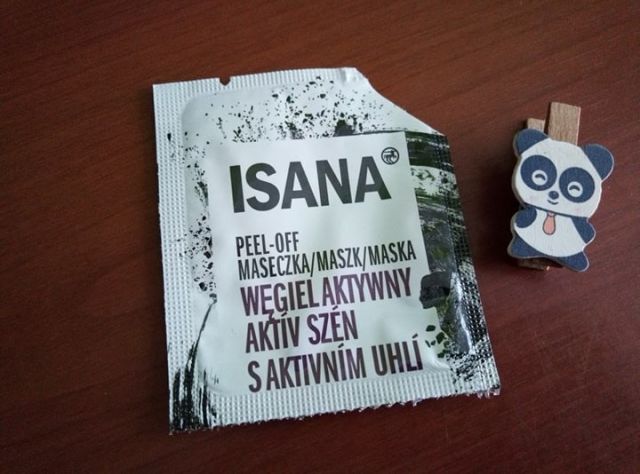 ISANA
PEEL-OFF
MASECZKA/MASZK/MASKA
WĘGIEL AKTYWNY
AKTÍV SZÉN
S AKTIVNÍM UHLÍ